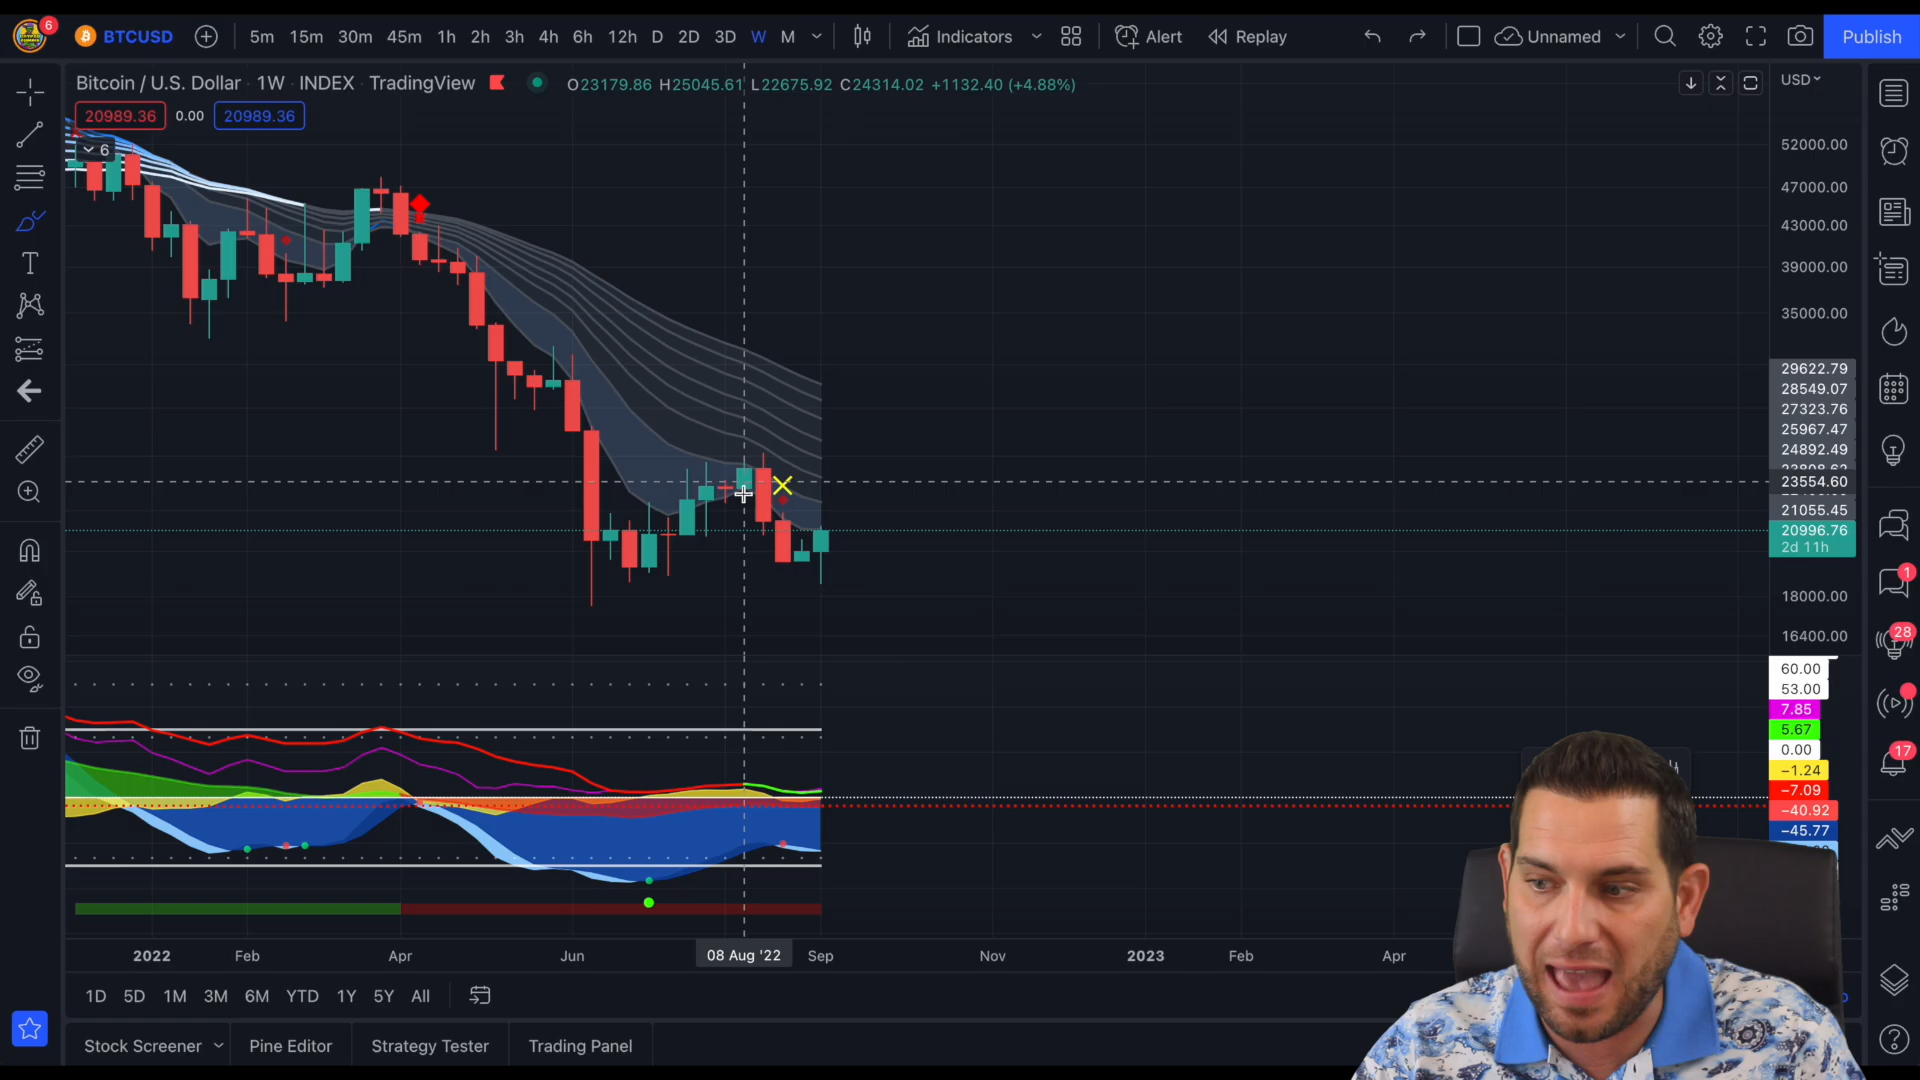 6
BTCUSD
5m 15m 30m 45m 1h 2h 3h 4h 6h 12h D 2D 3D W M
Indicators
Alert
Replay
Unnamed
Publish
Bitcoin / U.S. Dollar · 1W · INDEX · TradingView
O23179.86 H25045.61 L22675.92 C24314.02 +1132.40 (+4.88%)
USD
20989.36 0.00 20989.36
6
52000.00
47000.00
43000.00
39000.00
35000.00
29622.79
28549.07
27323.76
25967.47
24892.49
23554.60
21055.45
20996.76
2d 11h
18000.00
16400.00
60.00
53.00
7.85
5.67
0.00
−1.24
−7.09
−40.92
−45.77
1
28
17
2022 Feb Apr Jun 08 Aug '22 Sep Nov 2023 Feb Apr
1D 5D 1M 3M 6M YTD 1Y 5Y All
Stock Screener Pine Editor Strategy Tester Trading Panel